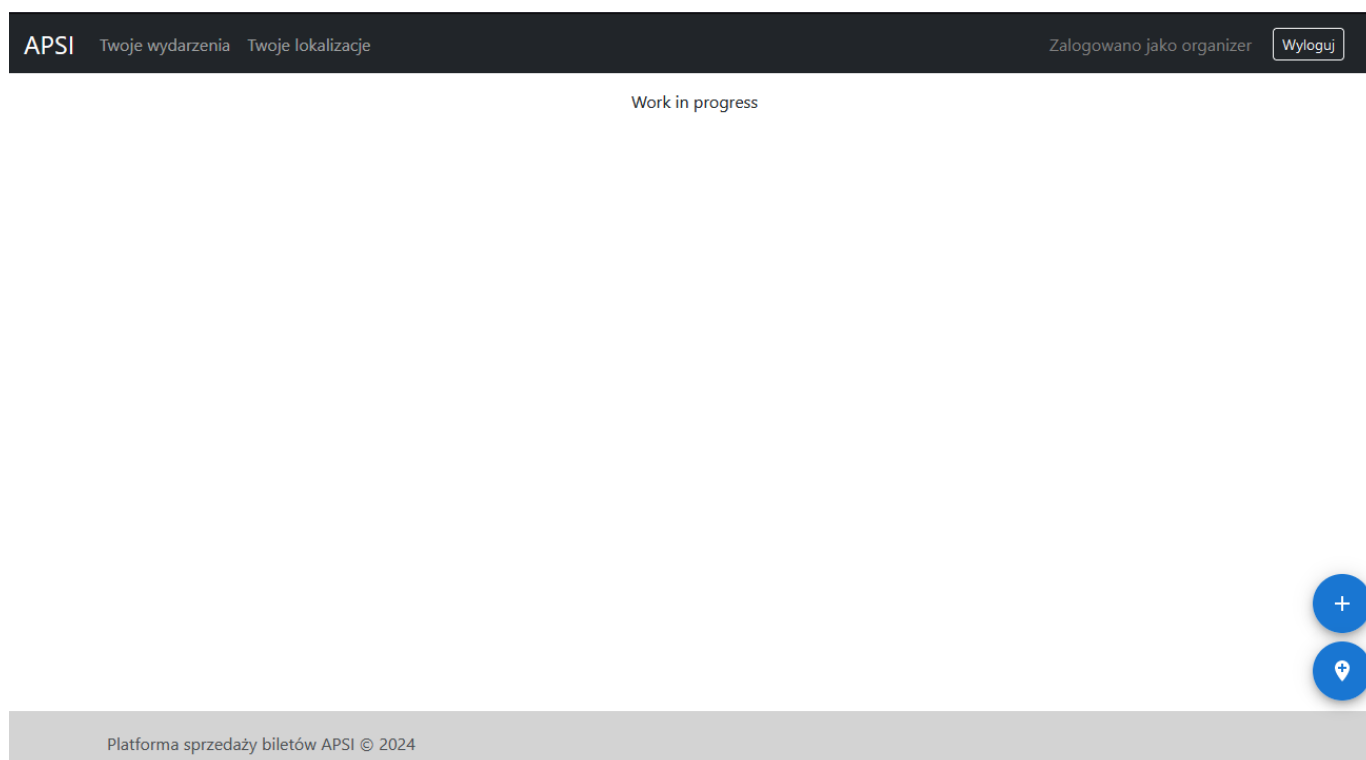 APSI Twoje wydarzenia Twoje lokalizacje Zalogowano jako organizer Wyloguj
Work in progress
Platforma sprzedaży biletów APSI © 2024